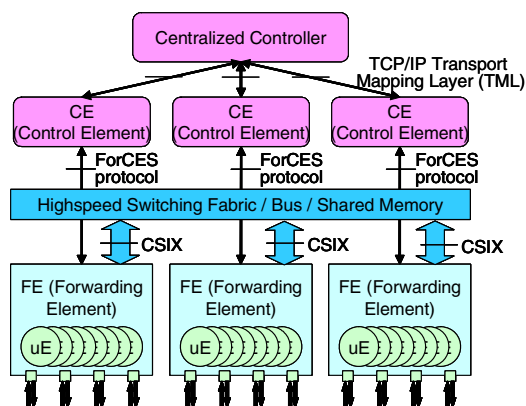 Centralized Controller
TCP/IP Transport
Mapping Layer (TML)
CE
(Control Element)
CE
(Control Element)
CE
(Control Element)
ForCES
protocol
ForCES
protocol
ForCES
protocol
Highspeed Switching Fabric / Bus / Shared Memory
CSIX
CSIX
CSIX
FE (Forwarding
Element)
FE (Forwarding
Element)
FE (Forwarding
Element)
uE
uE
uE